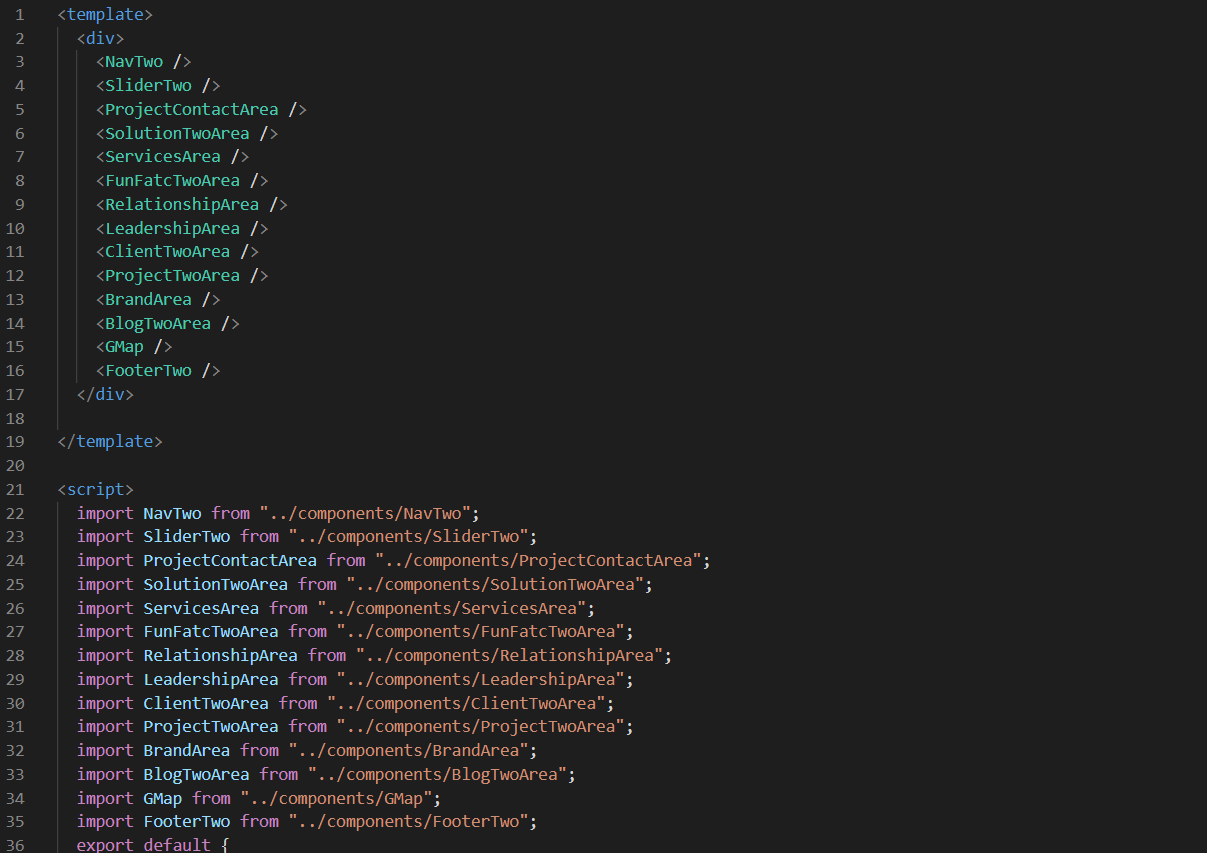 1 <template>
2   <div>
3     <NavTwo />
4     <SliderTwo />
5     <ProjectContactArea />
6     <SolutionTwoArea />
7     <ServicesArea />
8     <FunFatcTwoArea />
9     <RelationshipArea />
10     <LeadershipArea />
11     <ClientTwoArea />
12     <ProjectTwoArea />
13     <BrandArea />
14     <BlogTwoArea />
15     <GMap />
16     <FooterTwo />
17   </div>
18
19 </template>
20
21 <script>
22   import NavTwo from "../components/NavTwo";
23   import SliderTwo from "../components/SliderTwo";
24   import ProjectContactArea from "../components/ProjectContactArea";
25   import SolutionTwoArea from "../components/SolutionTwoArea";
26   import ServicesArea from "../components/ServicesArea";
27   import FunFatcTwoArea from "../components/FunFatcTwoArea";
28   import RelationshipArea from "../components/RelationshipArea";
29   import LeadershipArea from "../components/LeadershipArea";
30   import ClientTwoArea from "../components/ClientTwoArea";
31   import ProjectTwoArea from "../components/ProjectTwoArea";
32   import BrandArea from "../components/BrandArea";
33   import BlogTwoArea from "../components/BlogTwoArea";
34   import GMap from "../components/GMap";
35   import FooterTwo from "../components/FooterTwo";
36   export default {